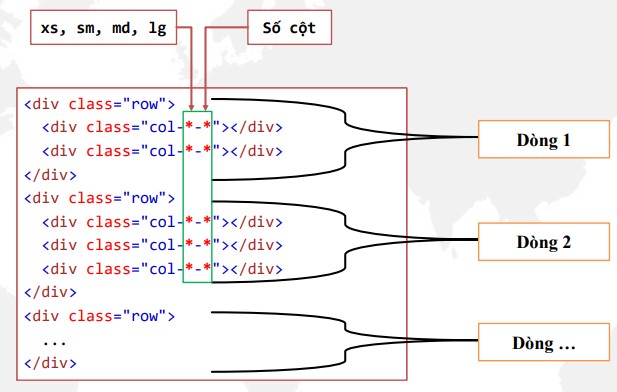 xs, sm, md, lg
Số cột
<div class="row">
<div class="col-*-*"></div>
<div class="col-*-*"></div>
</div>
<div class="row">
<div class="col-*-*"></div>
<div class="col-*-*"></div>
<div class="col-*-*"></div>
</div>
<div class="row">
...
</div>
Dòng 1
Dòng 2
Dòng ...